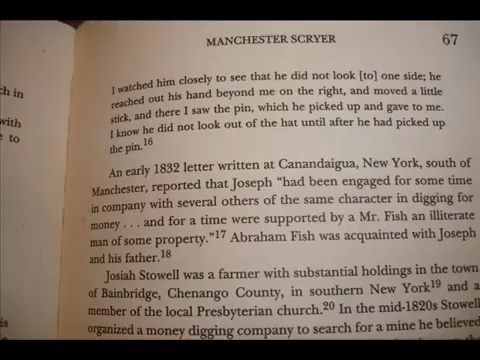 MANCHESTER SCRYER 67
I watched him closely to see that he did not look [to] one side; he
reached out his hand beyond me on the right, and moved a little
stick, and there I saw the pin, which he picked up and gave to me.
I know he did not look out of the hat until after he had picked up
the pin.16
An early 1832 letter written at Canandaigua, New York, south of
Manchester, reported that Joseph "had been engaged for some time
in company with several others of the same character in digging for
money . . . and for a time were supported by a Mr. Fish an illiterate
man of some property."17 Abraham Fish was acquainted with Joseph
and his father.18
Josiah Stowell was a farmer with substantial holdings in the town
of Bainbridge, Chenango County, in southern New York19 and a
member of the local Presbyterian church.20 In the mid-1820s Stowell
organized a money digging company to search for a mine he believed
ch in
with
to
is